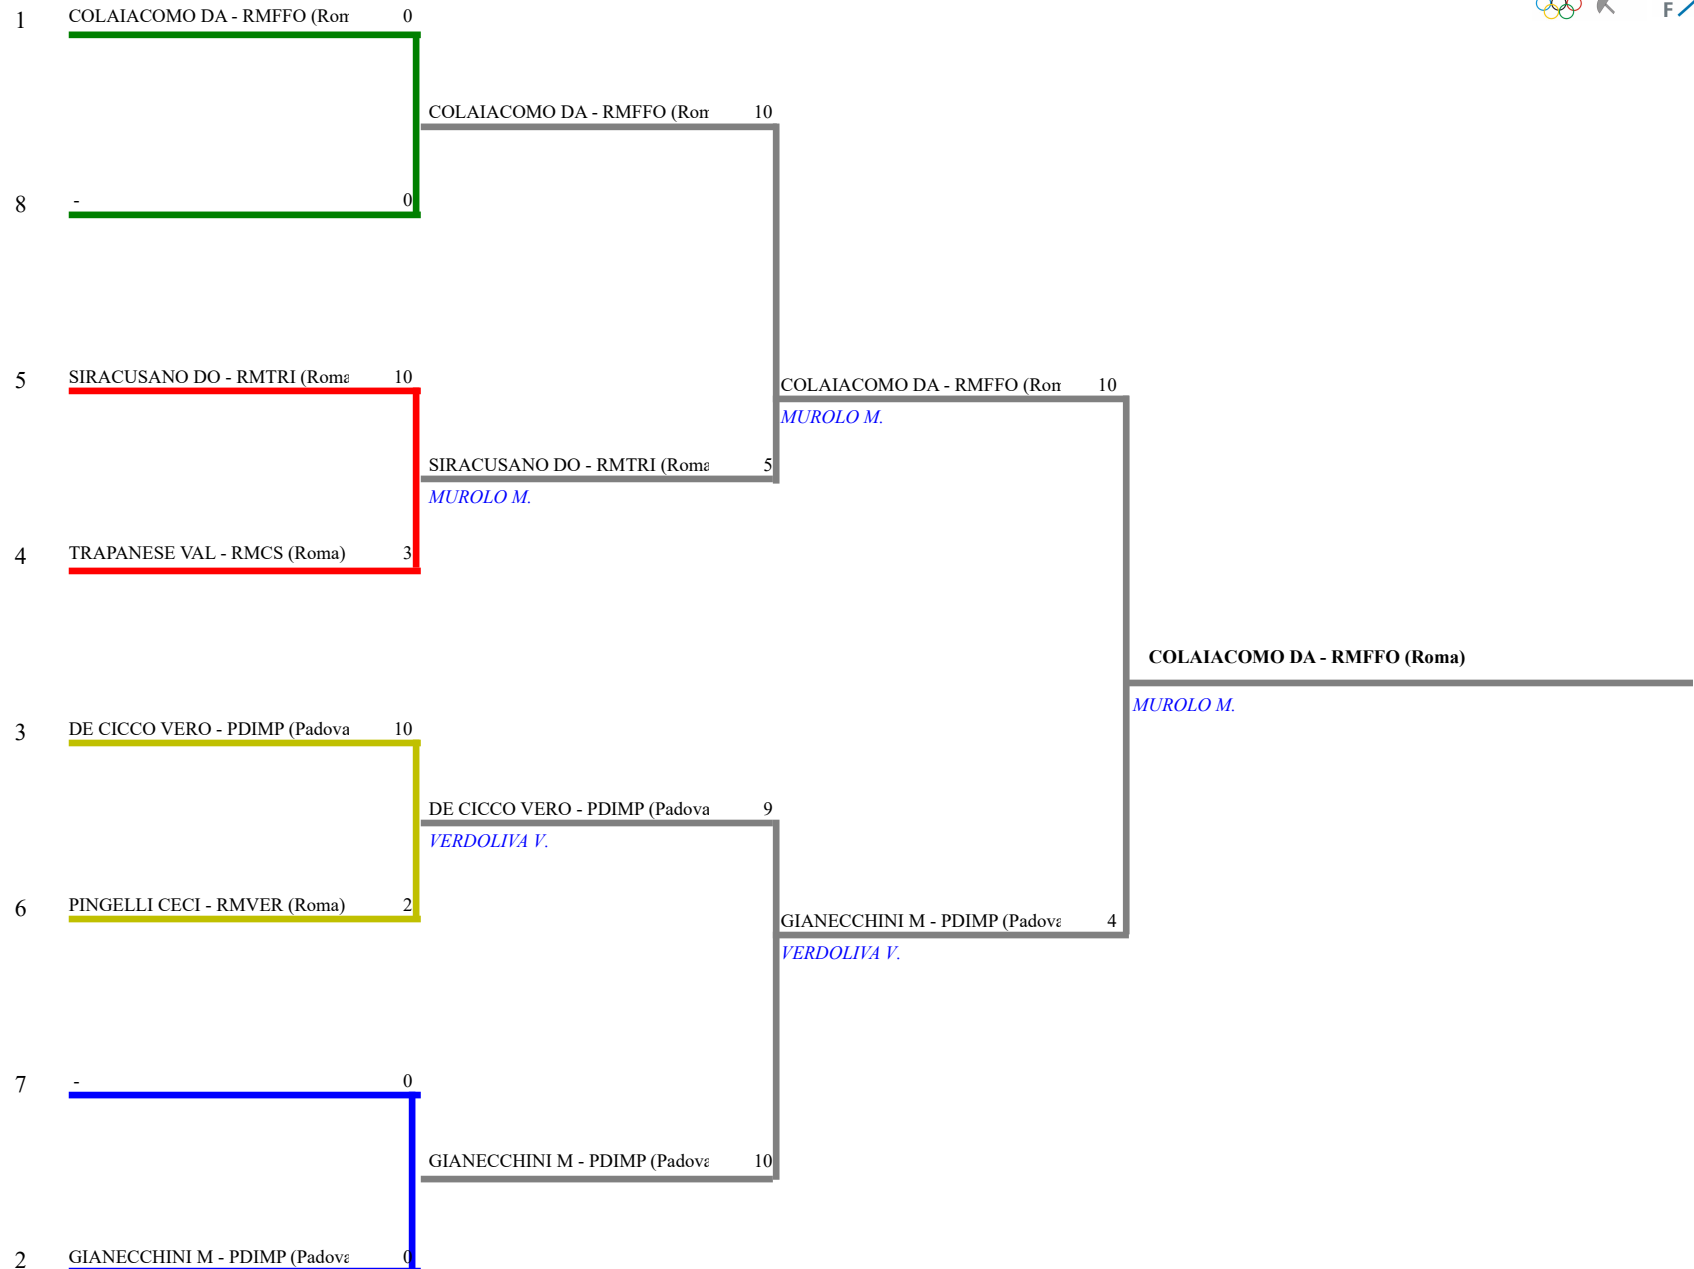 1 COLAIACOMO DA - RMFFO (Rom 0
F
COLAIACOMO DA - RMFFO (Rom 10
8 - 0
5 SIRACUSANO DO - RMTRI (Roma 10
COLAIACOMO DA - RMFFO (Rom 10
MUROLO M.
SIRACUSANO DO - RMTRI (Roma 5
MUROLO M.
4 TRAPANESE VAL - RMCS (Roma) 3
COLAIACOMO DA - RMFFO (Roma)
MUROLO M.
3 DE CICCO VERO - PDIMP (Padova 10
DE CICCO VERO - PDIMP (Padova 9
VERDOLIVA V.
6 PINGELLI CECI - RMVER (Roma) 2
GIANECCHINI M - PDIMP (Padova 4
VERDOLIVA V.
7 - 0
GIANECCHINI M - PDIMP (Padova 10
2 GIANECCHINI M - PDIMP (Padova 0